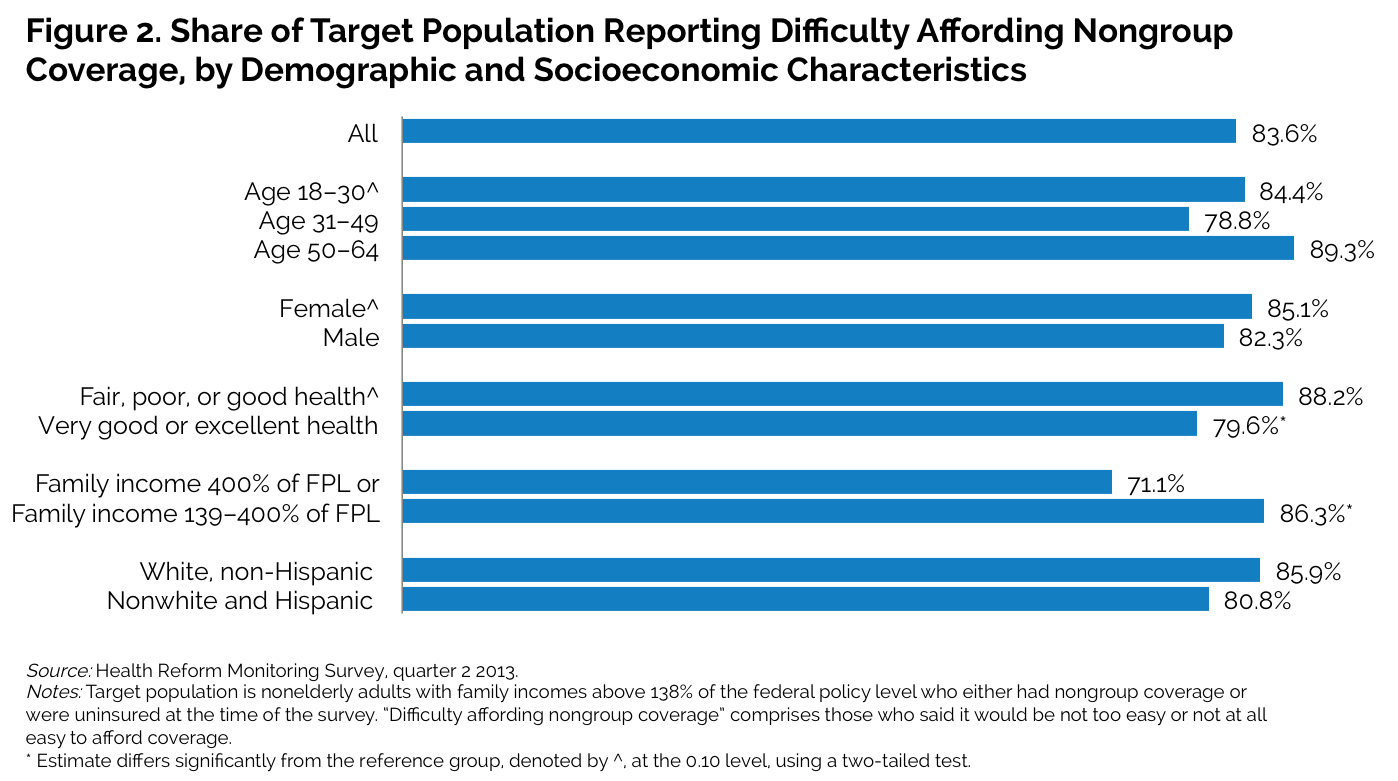 Figure 2. Share of Target Population Reporting Difficulty Affording Nongroup
Coverage, by Demographic and Socioeconomic Characteristics
All 83.6%
Age 18–30^ 84.4%
Age 31–49 78.8%
Age 50–64 89.3%
Female^ 85.1%
Male 82.3%
Fair, poor, or good health^ 88.2%
Very good or excellent health 79.6%*
Family income 400% of FPL or 71.1%
Family income 139–400% of FPL 86.3%*
White, non-Hispanic 85.9%
Nonwhite and Hispanic 80.8%
Source: Health Reform Monitoring Survey, quarter 2 2013.
Notes: Target population is nonelderly adults with family incomes above 138% of the federal policy level who either had nongroup coverage or
were uninsured at the time of the survey. “Difficulty affording nongroup coverage” comprises those who said it would be not too easy or not at all
easy to afford coverage.
* Estimate differs significantly from the reference group, denoted by ^, at the 0.10 level, using a two-tailed test.